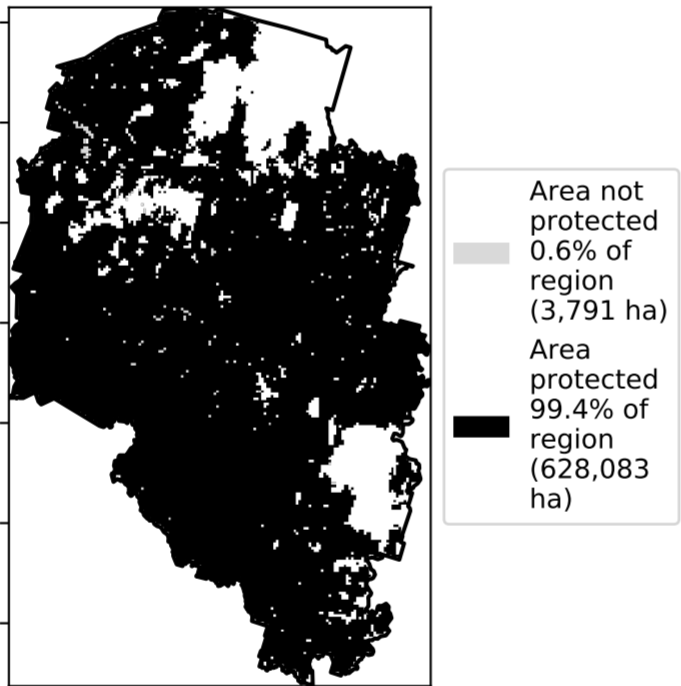 Area not
protected
0.6% of
region
(3,791 ha)
Area
protected
99.4% of
region
(628,083
ha)